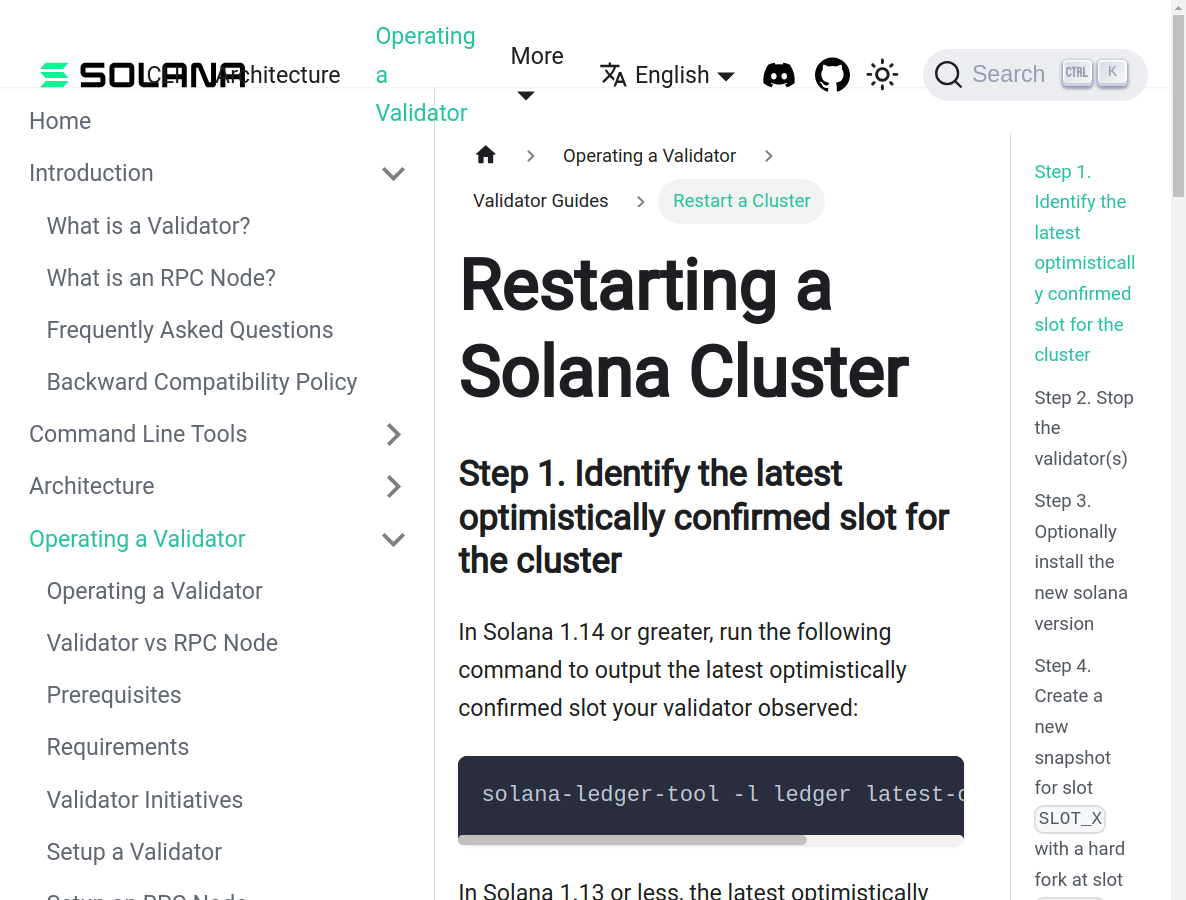 SOLANA
CLI
Architecture
Operating
a
Validator
More
English
Search
CTRL
K
Home
Introduction
What is a Validator?
What is an RPC Node?
Frequently Asked Questions
Backward Compatibility Policy
Command Line Tools
Architecture
Operating a Validator
Operating a Validator
Validator vs RPC Node
Prerequisites
Requirements
Validator Initiatives
Setup a Validator
Setup an RPC Node
Operating a Validator
Validator Guides
Restart a Cluster
Restarting a
Solana Cluster
Step 1. Identify the latest
optimistically confirmed slot for
the cluster
In Solana 1.14 or greater, run the following
command to output the latest optimistically
confirmed slot your validator observed:
solana-ledger-tool -l ledger latest-
In Solana 1.13 or less, the latest optimistically
Step 1.
Identify the
latest
optimisticall
y confirmed
slot for the
cluster
Step 2. Stop
the
validator(s)
Step 3.
Optionally
install the
new solana
version
Step 4.
Create a
new
snapshot
for slot
SLOT_X
with a hard
fork at slot